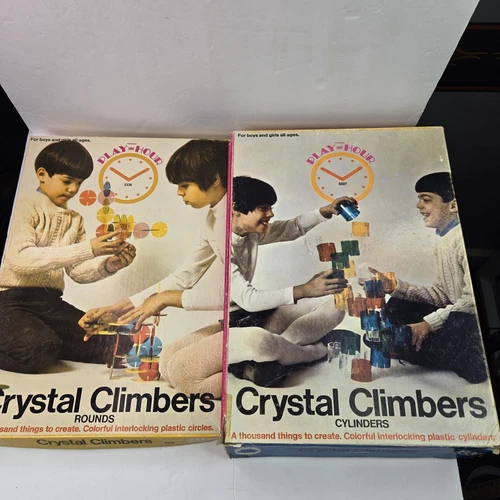 For boys and girls all ages.
PLAY-HOUR
Crystal Climbers
ROUNDS
sand things to create. Colorful interlocking plastic circles.
Crystal Climbers
For boys and girls all ages.
PLAY-HOUR
5507
Crystal Climbers
CYLINDERS
A thousand things to create. Colorful interlocking plastic cylinders